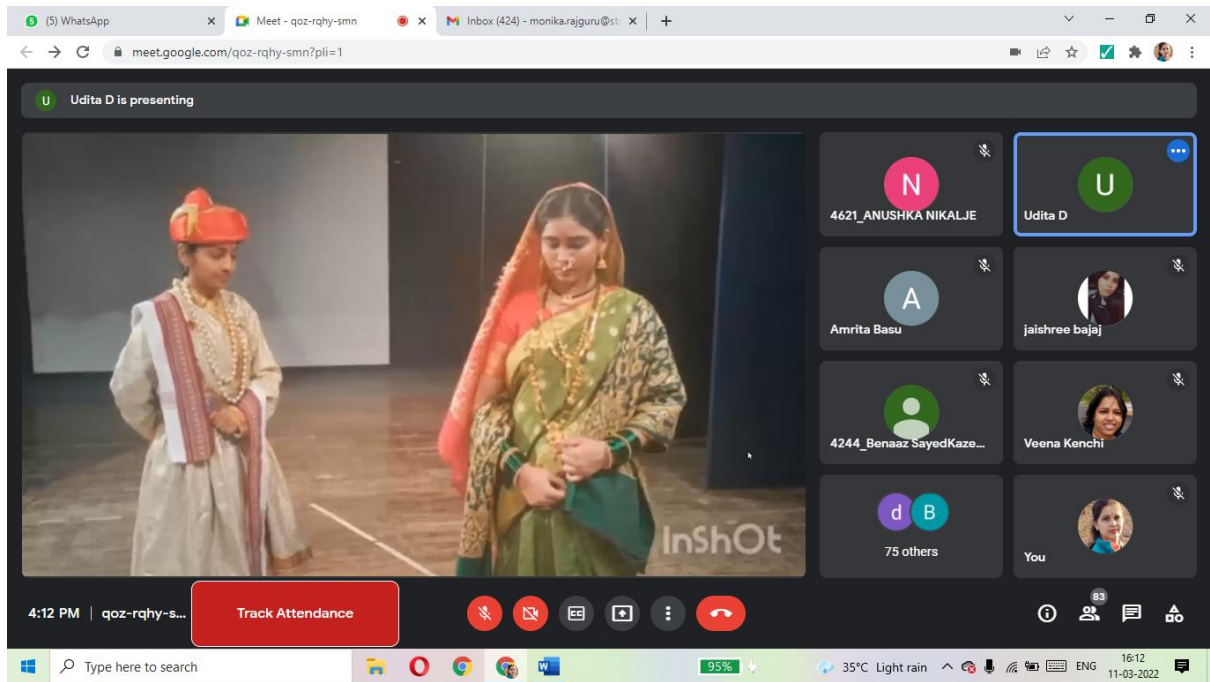 (5) WhatsApp
Meet - qoz-rqhy-smn
Inbox (424) - monika.rajguru@st
meet.google.com/qoz-rqhy-smn?pli=1
U Udita D is presenting
N
4621_ANUSHKA NIKALJE
U
Udita D
A
Amrita Basu
jaishree bajaj
4244_Benaaz SayedKaze...
Veena Kenchi
d B
75 others
You
InShOt
4:12 PM | qoz-rqhy-s...
Track Attendance
83
Type here to search
95%
35°C Light rain
ENG
16:12
11-03-2022